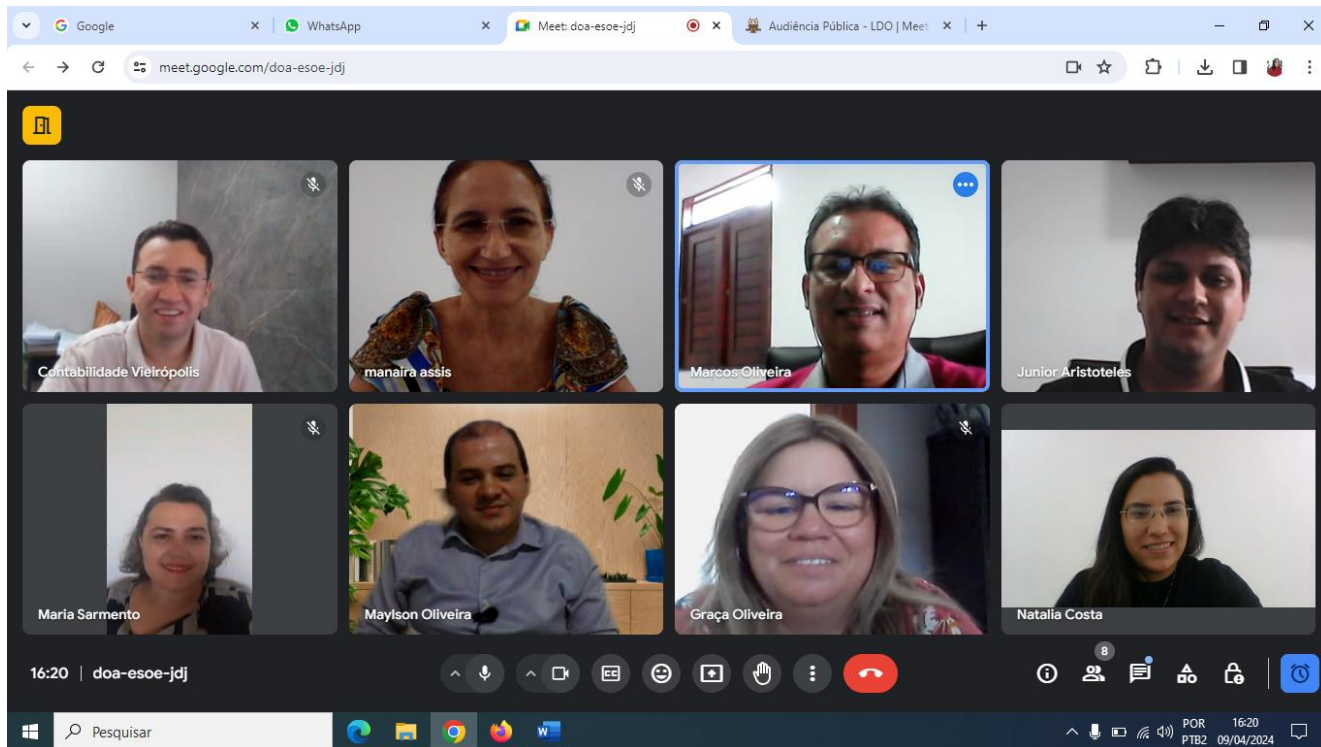 Google
WhatsApp
Meet: doa-esoe-jdj
Audiência Pública - LDO | Meet
meet.google.com/doa-esoe-jdj
Contabilidade Vieirópolis
manaira assis
Marcos Oliveira
Junior Aristoteles
Maria Sarmento
Maylson Oliveira
Graça Oliveira
Natalia Costa
16:20 | doa-esoe-jdj
CC
8
Pesquisar
POR
PTB2
16:20
09/04/2024